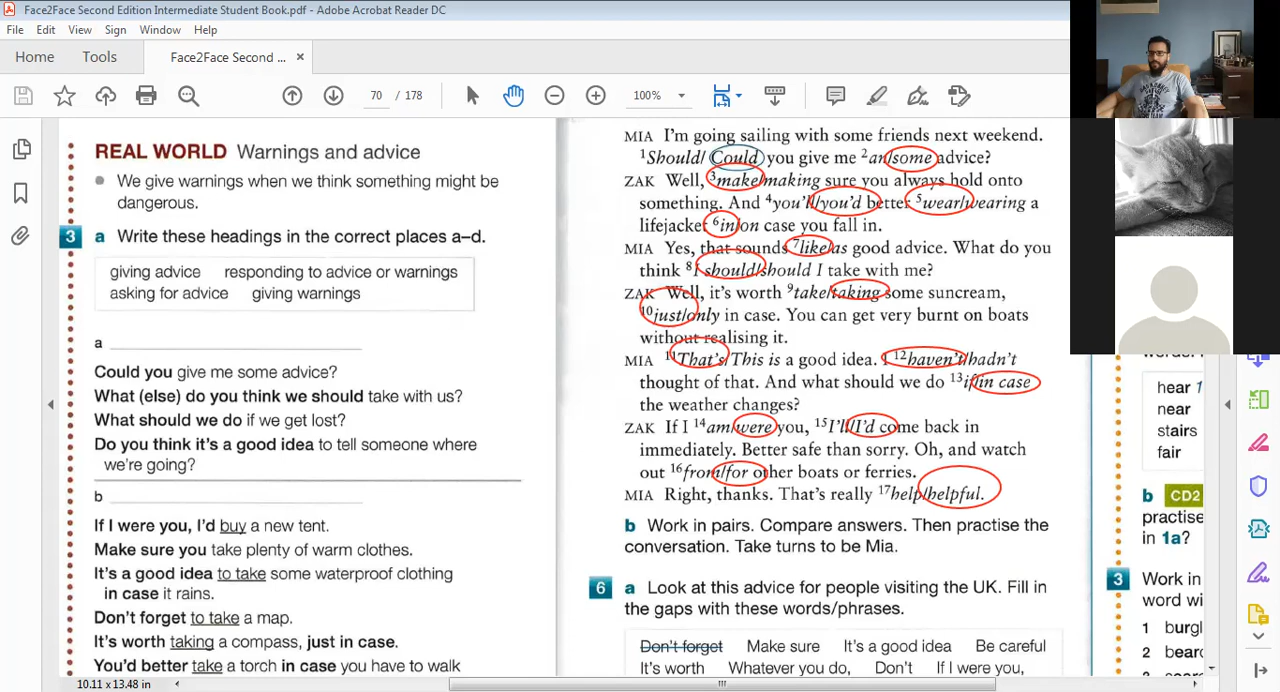 Face2Face Second Edition Intermediate Student Book.pdf - Adobe Acrobat Reader DC
File Edit View Sign Window Help
Home Tools Face2Face Second ... ×
70 / 178 100%
REAL WORLD Warnings and advice
We give warnings when we think something might be
dangerous.
3 a Write these headings in the correct places a–d.
giving advice responding to advice or warnings
asking for advice giving warnings
a
Could you give me some advice?
What (else) do you think we should take with us?
What should we do if we get lost?
Do you think it's a good idea to tell someone where
we're going?
b
If I were you, I'd buy a new tent.
Make sure you take plenty of warm clothes.
It's a good idea to take some waterproof clothing
in case it rains.
Don't forget to take a map.
It's worth taking a compass, just in case.
You'd better take a torch in case you have to walk
10.11 x 13.48 in
MIA I'm going sailing with some friends next weekend.
1Should/Could you give me 2an/some advice?
ZAK Well, 3make/making sure you always hold onto
something. And 4you'll/you'd better 5wear/wearing a
lifejacket 6in/on case you fall in.
MIA Yes, that sounds 7like/as good advice. What do you
think 8I should/should I take with me?
ZAK Well, it's worth 9take/taking some suncream,
10just/only in case. You can get very burnt on boats
without realising it.
MIA 11That's/This is a good idea. I 12haven't/hadn't
thought of that. And what should we do 13if/in case
the weather changes?
ZAK If I 14am/were you, 15I'll/I'd come back in
immediately. Better safe than sorry. Oh, and watch
out 16from/for other boats or ferries.
MIA Right, thanks. That's really 17help/helpful.
b Work in pairs. Compare answers. Then practise the
conversation. Take turns to be Mia.
6 a Look at this advice for people visiting the UK. Fill in
the gaps with these words/phrases.
Don't forget Make sure It's a good idea Be careful
It's worth Whatever you do, Don't If I were you,
hear 1
near
stairs
fair
b CD2
practise
in 1a?
3 Work in
word wi
1 burgl
2 bear